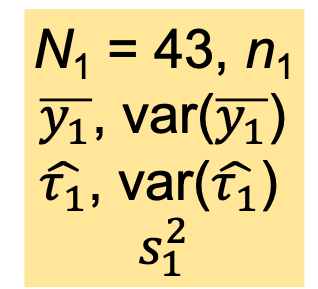 N₁ = 43, n₁
y̅₁, var(y̅₁)
τ̂₁, var(τ̂₁)
s₁²